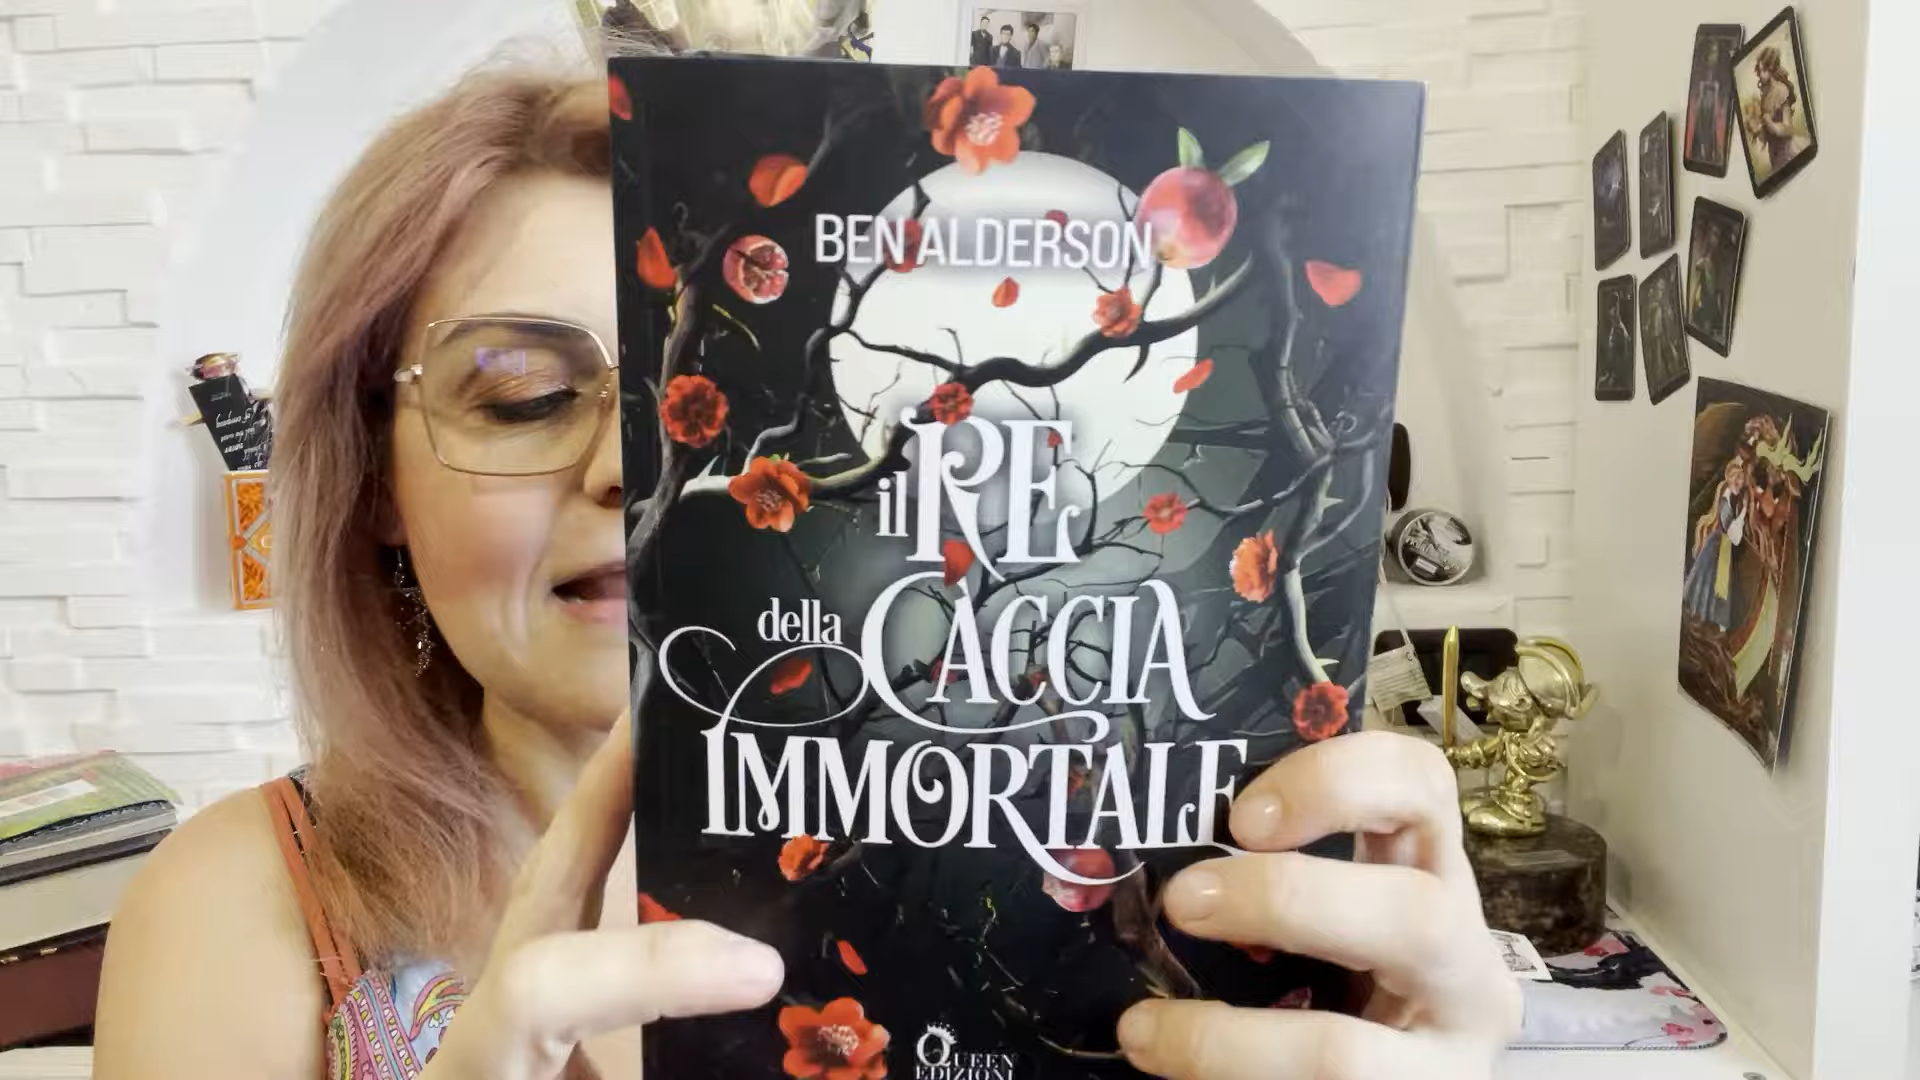 BEN ALDERSON
il RE
della CACCIA
IMMORTALE
QUEEN
EDIZIONI